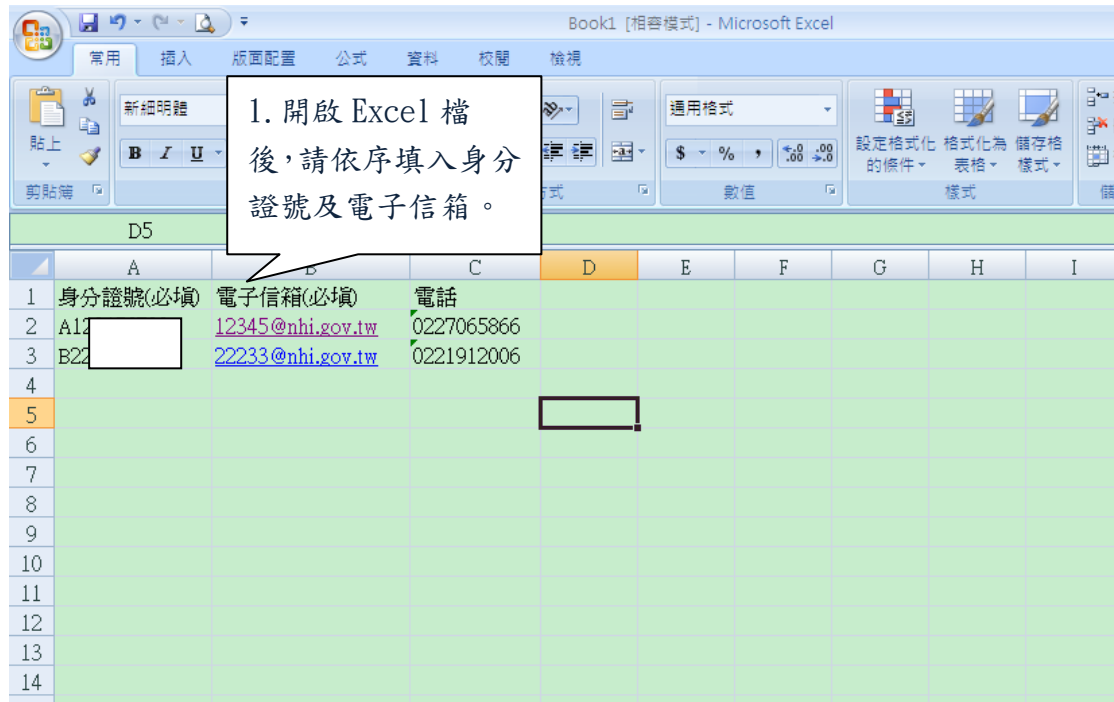 Book1 [相容模式] - Microsoft Excel
常用 插入 版面配置 公式 資料 校閱 檢視
新細明體
通用格式
貼上
B I U
$ % , .0 .00 .00 .0
設定格式化的條件 格式化為表格 儲存格樣式
剪貼簿
數值
樣式
1. 開啟 Excel 檔
後,請依序填入身分
證號及電子信箱。
D5
A B C D E F G H I
1 身分證號(必填) 電子信箱(必填) 電話
2 A12 12345@nhi.gov.tw 0227065866
3 B22 22233@nhi.gov.tw 0221912006
4
5
6
7
8
9
10
11
12
13
14